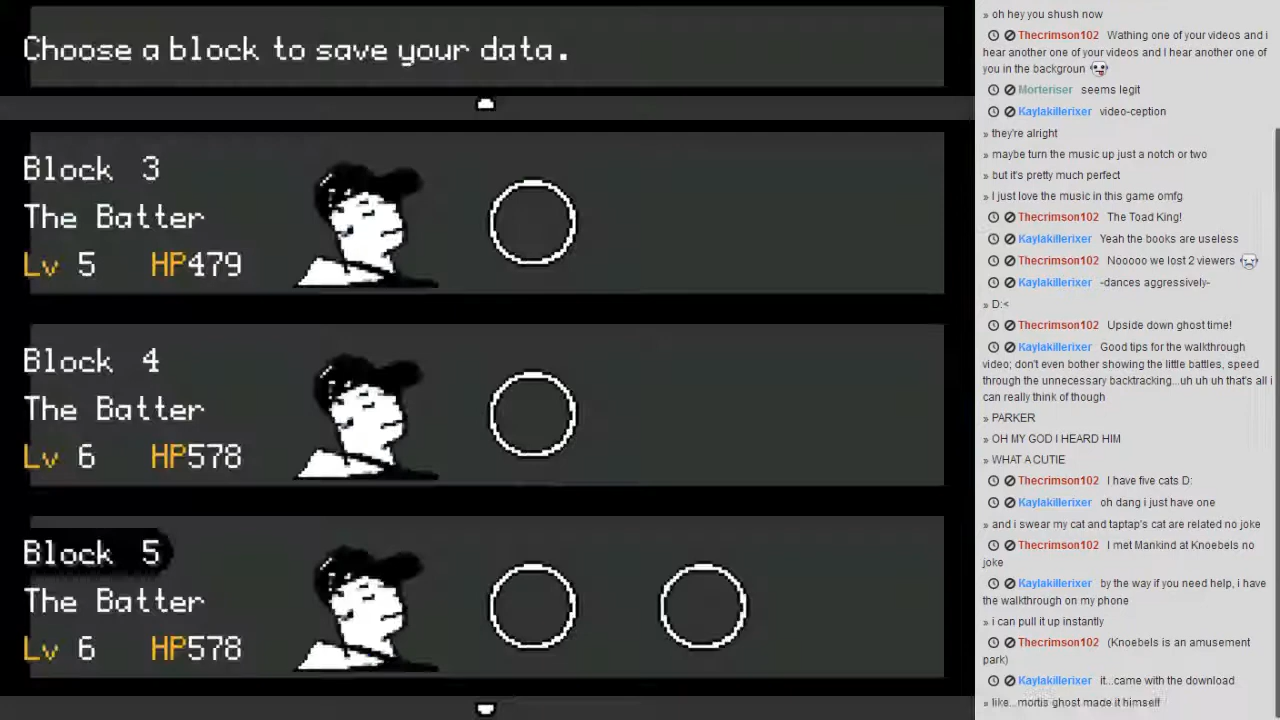 Choose a block to save your data.
Block 3
The Batter
Lv 5 HP479
Block 4
The Batter
Lv 6 HP578
Block 5
The Batter
Lv 6 HP578
» oh hey you shush now
Thecrimson102 Wathing one of your videos and i
hear another one of your videos and I hear another one of
you in the backgroun
Morteriser seems legit
Kaylakillerixer video-ception
» they're alright
» maybe turn the music up just a notch or two
» but it's pretty much perfect
» I just love the music in this game omfg
Thecrimson102 The Toad King!
Kaylakillerixer Yeah the books are useless
Thecrimson102 Nooooo we lost 2 viewers
Kaylakillerixer -dances aggressively-
» D:<
Thecrimson102 Upside down ghost time!
Kaylakillerixer Good tips for the walkthrough
video; don't even bother showing the little battles, speed
through the unnecessary backtracking...uh uh uh that's all i
can really think of though
» PARKER
» OH MY GOD I HEARD HIM
» WHAT A CUTIE
Thecrimson102 I have five cats D:
Kaylakillerixer oh dang i just have one
» and i swear my cat and taptap's cat are related no joke
Thecrimson102 I met Mankind at Knoebels no
joke
Kaylakillerixer by the way if you need help, i have
the walkthrough on my phone
» i can pull it up instantly
Thecrimson102 (Knoebels is an amusement
park)
Kaylakillerixer it...came with the download
» like...mortis ghost made it himself